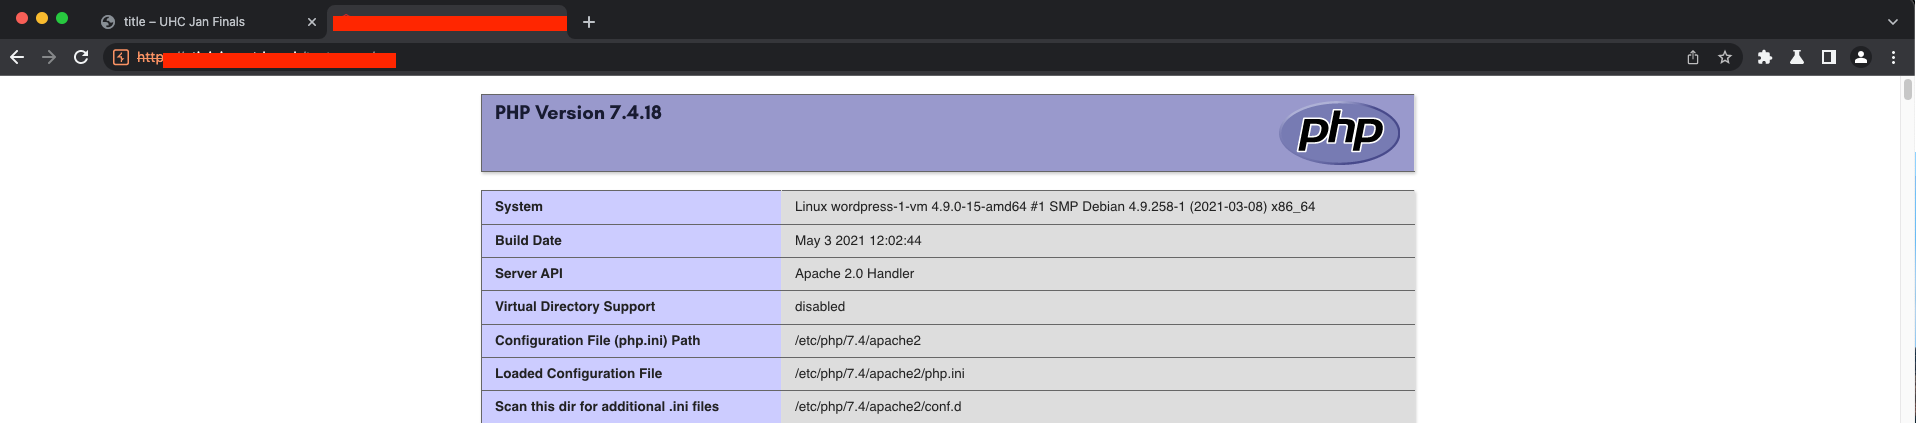 title – UHC Jan Finals
http
PHP Version 7.4.18
php
System Linux wordpress-1-vm 4.9.0-15-amd64 #1 SMP Debian 4.9.258-1 (2021-03-08) x86_64
Build Date May 3 2021 12:02:44
Server API Apache 2.0 Handler
Virtual Directory Support disabled
Configuration File (php.ini) Path /etc/php/7.4/apache2
Loaded Configuration File /etc/php/7.4/apache2/php.ini
Scan this dir for additional .ini files /etc/php/7.4/apache2/conf.d